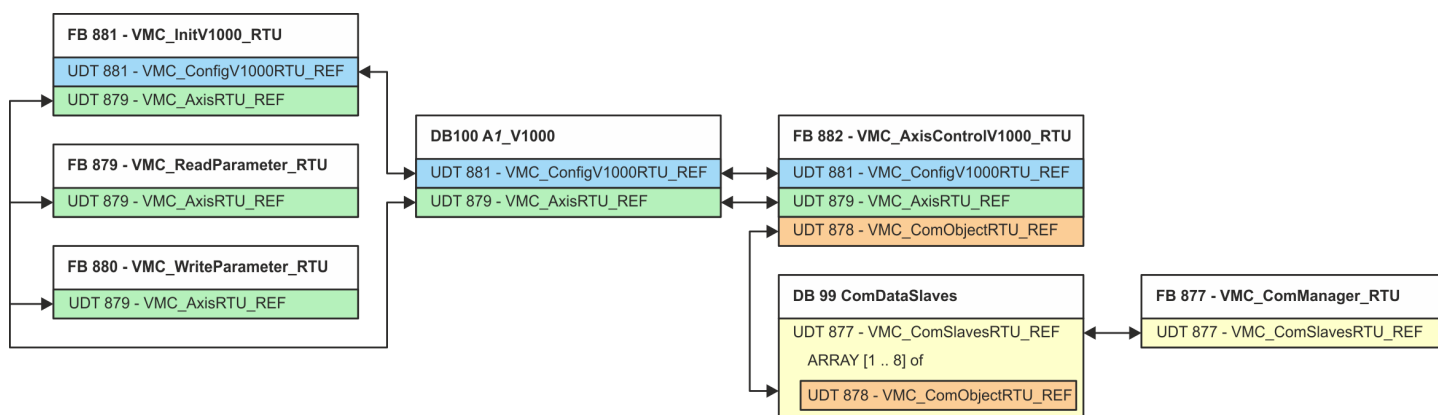 FB 881 - VMC_InitV1000_RTU
UDT 881 - VMC_ConfigV1000RTU_REF
UDT 879 - VMC_AxisRTU_REF
FB 879 - VMC_ReadParameter_RTU
UDT 879 - VMC_AxisRTU_REF
FB 880 - VMC_WriteParameter_RTU
UDT 879 - VMC_AxisRTU_REF
DB100 A1_V1000
UDT 881 - VMC_ConfigV1000RTU_REF
UDT 879 - VMC_AxisRTU_REF
FB 882 - VMC_AxisControlV1000_RTU
UDT 881 - VMC_ConfigV1000RTU_REF
UDT 879 - VMC_AxisRTU_REF
UDT 878 - VMC_ComObjectRTU_REF
DB 99 ComDataSlaves
UDT 877 - VMC_ComSlavesRTU_REF
ARRAY [1 .. 8] of
UDT 878 - VMC_ComObjectRTU_REF
FB 877 - VMC_ComManager_RTU
UDT 877 - VMC_ComSlavesRTU_REF